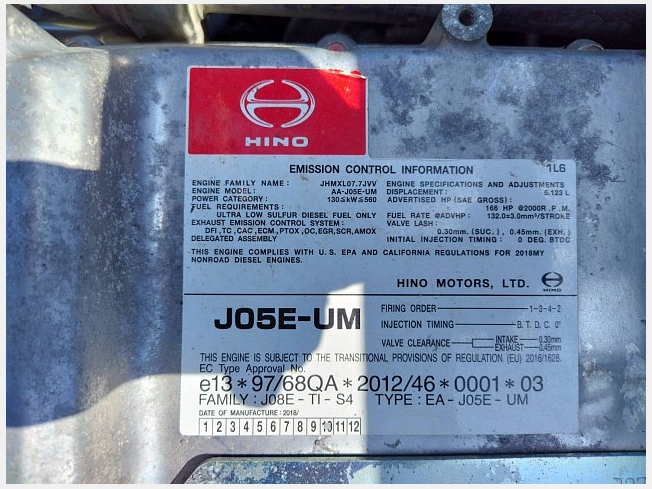 HINO
EMISSION CONTROL INFORMATION 1L6
ENGINE FAMILY NAME : JHMXL07.7JVV
ENGINE MODEL: AA-J05E-UM
POWER CATEGORY: 130≤kW≤560
FUEL REQUIREMENTS :
ULTRA LOW SULFUR DIESEL FUEL ONLY
EXHAUST EMISSION CONTROL SYSTEM :
DFI ,TC ,CAC ,ECM ,PTOX ,OC,EGR,SCR,AMOX
DELEGATED ASSEMBLY
ENGINE SPECIFICATIONS AND ADJUSTMENTS
DISPLACEMENT : 5.123 L
ADVERTISED HP (SAE GROSS) :
166 HP @2000R .P .M.
FUEL RATE @ADVHP : 132.0±3.0mm³/STROKE
VALVE LASH :
0.30mm. (SUC.) , 0.45mm. (EXH.)
INITIAL INJECTION TIMING : 0 DEG. BTDC
THIS ENGINE COMPLIES WITH U.S. EPA AND CALIFORNIA REGULATIONS FOR 2018MY
NONROAD DIESEL ENGINES.
HINO MOTORS, LTD. HINO
J05E-UM
FIRING ORDER 1-3-4-2
INJECTION TIMING B. T. D. C. 0°
VALVE CLEARANCE INTAKE 0.30mm
EXHAUST 0.45mm
THIS ENGINE IS SUBJECT TO THE TRANSITIONAL PROVISIONS OF REGULATION (EU) 2016/1628.
EC Type Approval No.
e13*97/68QA*2012/46*0001*03
FAMILY : J08E-TI-S4 TYPE : EA-J05E-UM
DATE OF MANUFACTURE : 2018/
1 2 3 4 5 6 7 8 9 10 11 12